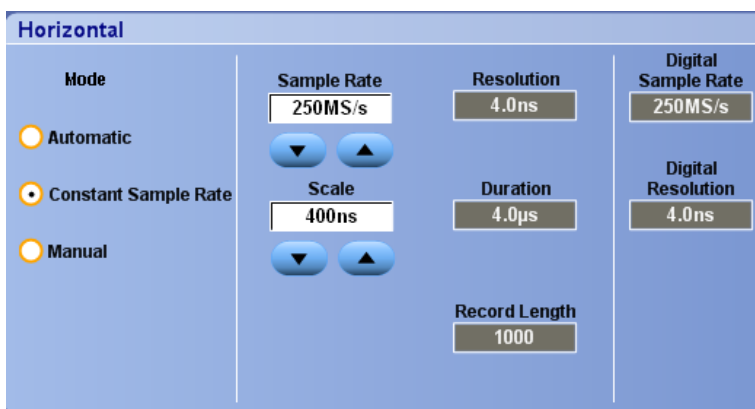 Horizontal
Mode
Automatic
Constant Sample Rate
Manual
Sample Rate
250MS/s
Scale
400ns
Resolution
4.0ns
Duration
4.0µs
Record Length
1000
Digital
Sample Rate
250MS/s
Digital
Resolution
4.0ns